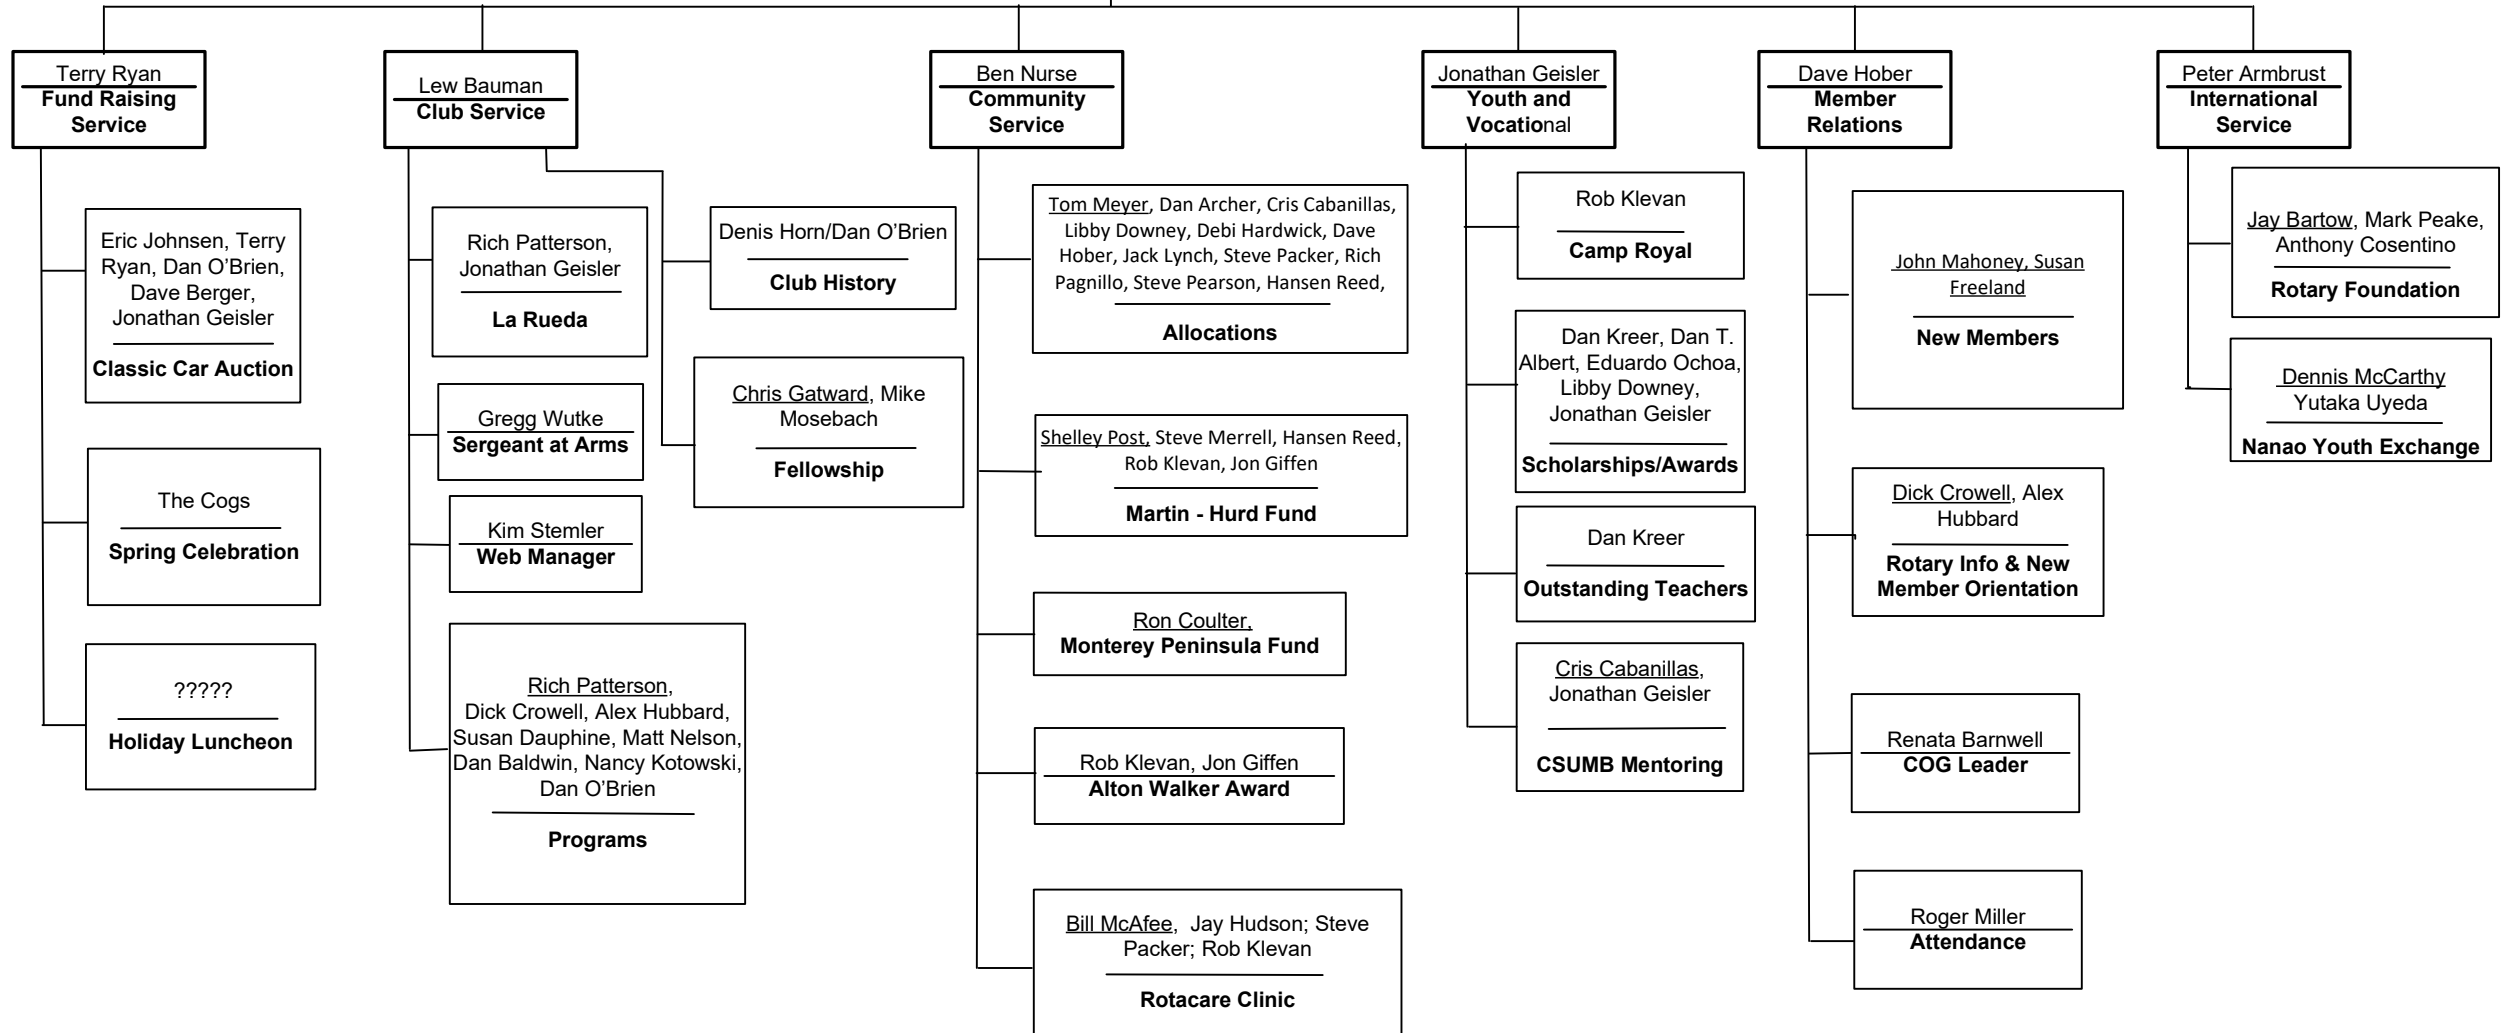 Terry Ryan
Fund Raising
Service
Eric Johnsen, Terry
Ryan, Dan O’Brien,
Dave Berger,
Jonathan Geisler
Classic Car Auction
The Cogs
Spring Celebration
?????
Holiday Luncheon
Lew Bauman
Club Service
Rich Patterson,
Jonathan Geisler
La Rueda
Gregg Wutke
Sergeant at Arms
Kim Stemler
Web Manager
Rich Patterson,
Dick Crowell, Alex Hubbard,
Susan Dauphine, Matt Nelson,
Dan Baldwin, Nancy Kotowski,
Dan O’Brien
Programs
Denis Horn/Dan O’Brien
Club History
Chris Gatward, Mike
Mosebach
Fellowship
Ben Nurse
Community
Service
Tom Meyer, Dan Archer, Cris Cabanillas,
Libby Downey, Debi Hardwick, Dave
Hober, Jack Lynch, Steve Packer, Rich
Pagnillo, Steve Pearson, Hansen Reed,
Allocations
Shelley Post, Steve Merrell, Hansen Reed,
Rob Klevan, Jon Giffen
Martin - Hurd Fund
Ron Coulter,
Monterey Peninsula Fund
Rob Klevan, Jon Giffen
Alton Walker Award
Bill McAfee, Jay Hudson; Steve
Packer; Rob Klevan
Rotacare Clinic
Jonathan Geisler
Youth and
Vocational
Rob Klevan
Camp Royal
Dan Kreer, Dan T.
Albert, Eduardo Ochoa,
Libby Downey,
Jonathan Geisler
Scholarships/Awards
Dan Kreer
Outstanding Teachers
Cris Cabanillas,
Jonathan Geisler
CSUMB Mentoring
Dave Hober
Member
Relations
John Mahoney, Susan
Freeland
New Members
Dick Crowell, Alex
Hubbard
Rotary Info & New
Member Orientation
Renata Barnwell
COG Leader
Roger Miller
Attendance
Peter Armbrust
International
Service
Jay Bartow, Mark Peake,
Anthony Cosentino
Rotary Foundation
Dennis McCarthy
Yutaka Uyeda
Nanao Youth Exchange